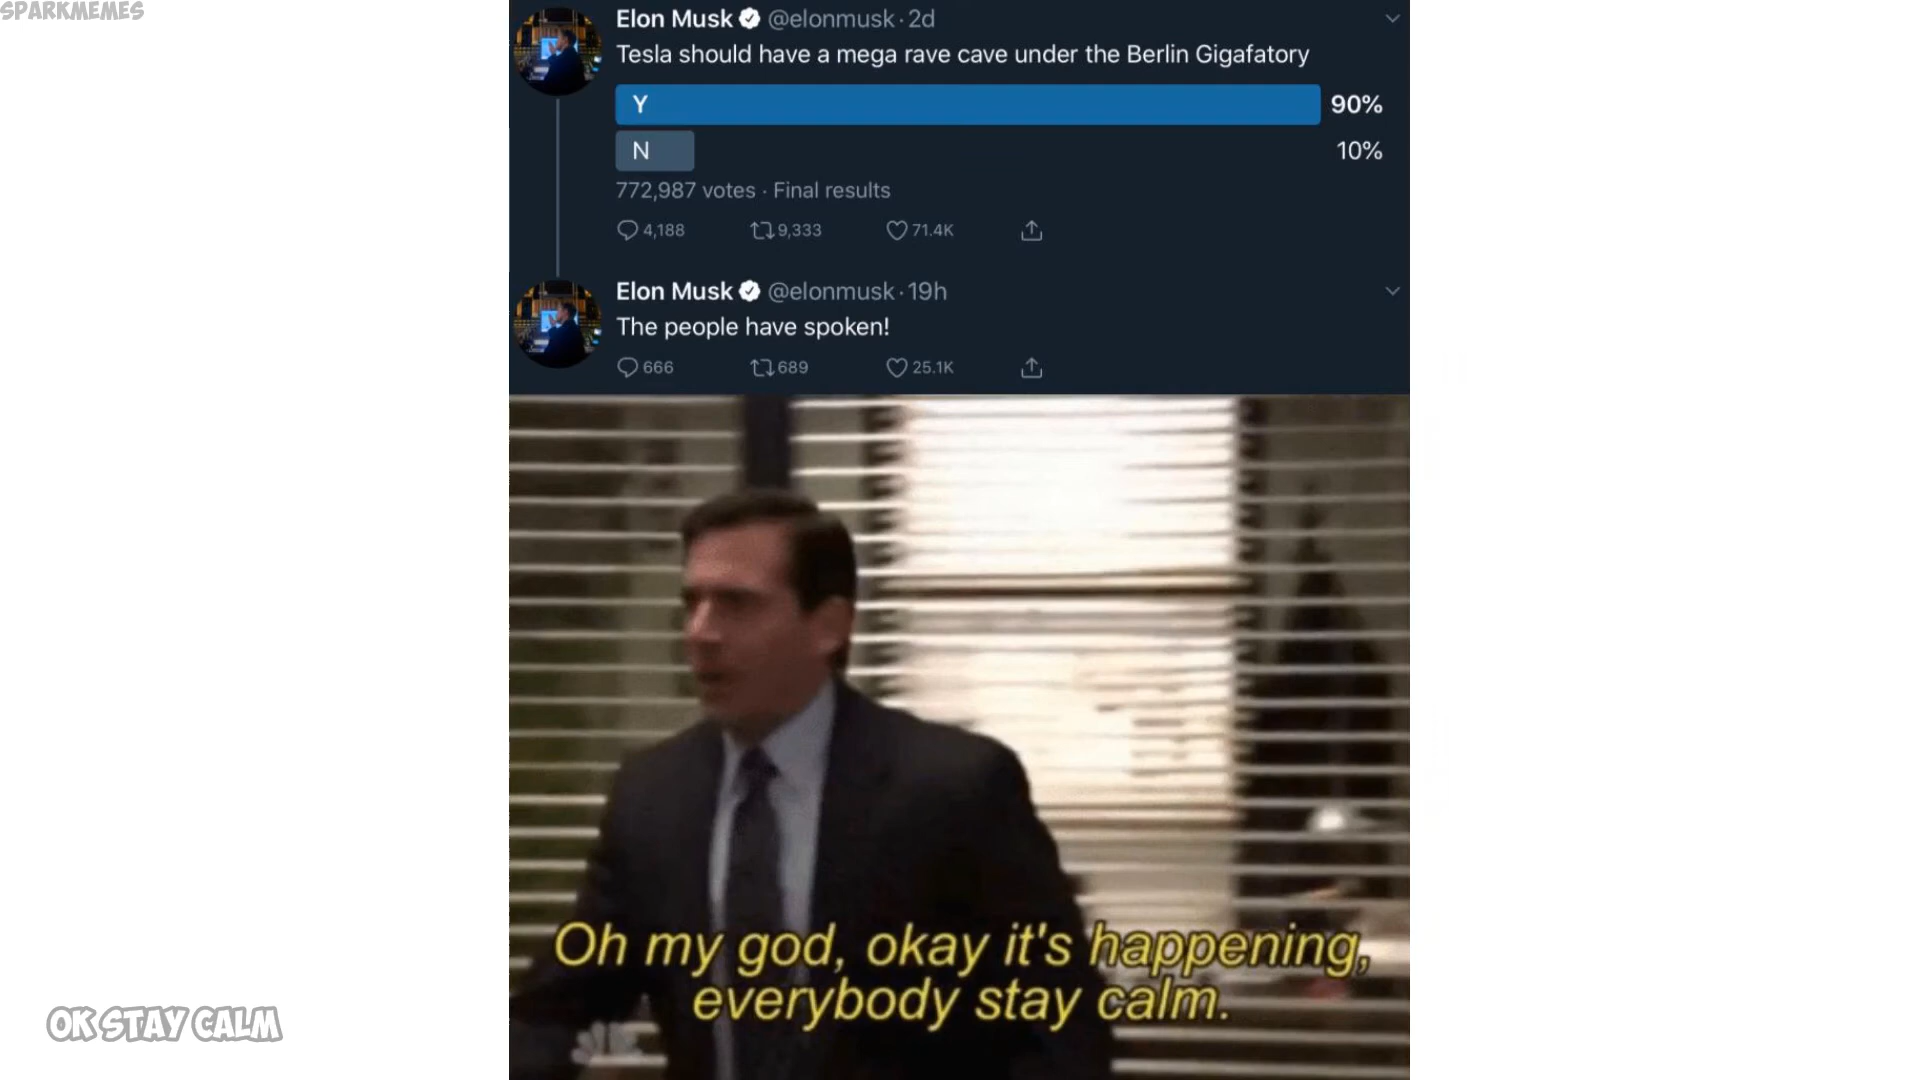 SPARKMEMES
Elon Musk @elonmusk · 2d
Tesla should have a mega rave cave under the Berlin Gigafatory
Y 90%
N 10%
772,987 votes · Final results
4,188 9,333 71.4K
Elon Musk @elonmusk · 19h
The people have spoken!
666 689 25.1K
Oh my god, okay it's happening,
everybody stay calm.
OK STAY CALM